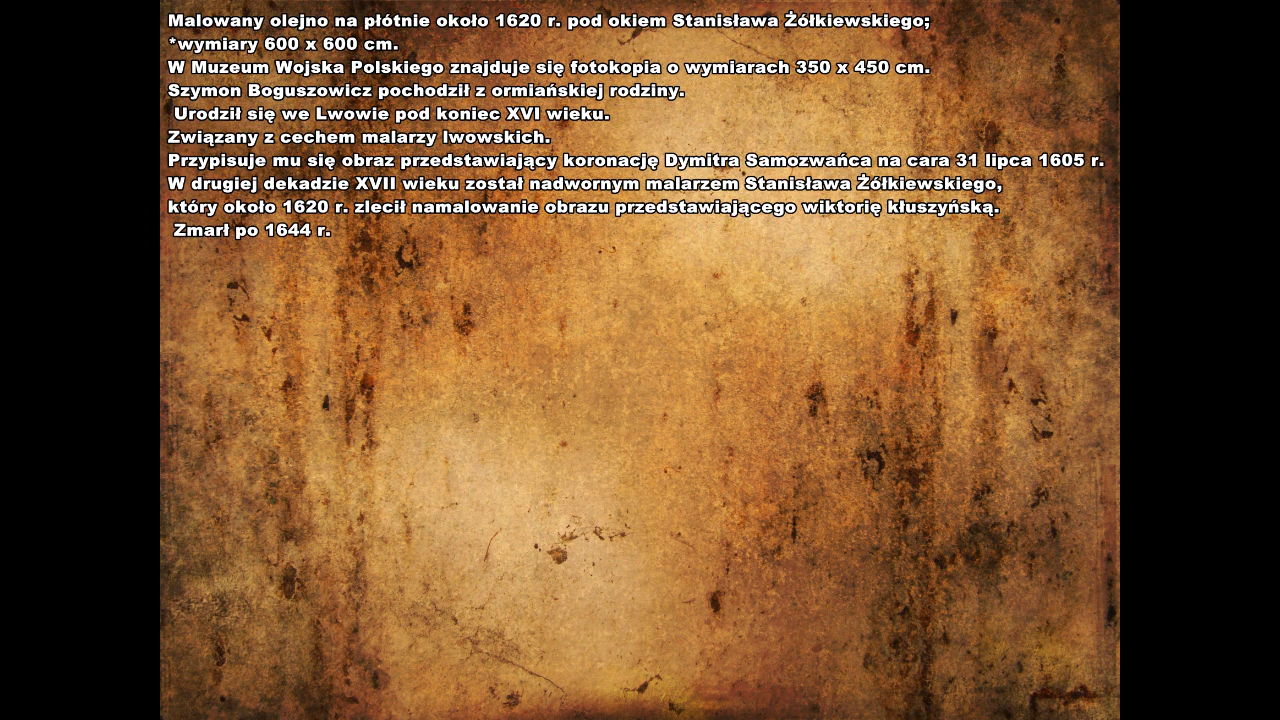 Malowany olejno na płótnie około 1620 r. pod okiem Stanisława Żółkiewskiego;
*wymiary 600 x 600 cm.
W Muzeum Wojska Polskiego znajduje się fotokopia o wymiarach 350 x 450 cm.
Szymon Boguszowicz pochodził z ormiańskiej rodziny.
Urodził się we Lwowie pod koniec XVI wieku.
Związany z cechem malarzy lwowskich.
Przypisuje mu się obraz przedstawiający koronację Dymitra Samozwańca na cara 31 lipca 1605 r.
W drugiej dekadzie XVII wieku został nadwornym malarzem Stanisława Żółkiewskiego,
który około 1620 r. zlecił namalowanie obrazu przedstawiającego wiktorię kłuszyńską.
Zmarł po 1644 r.